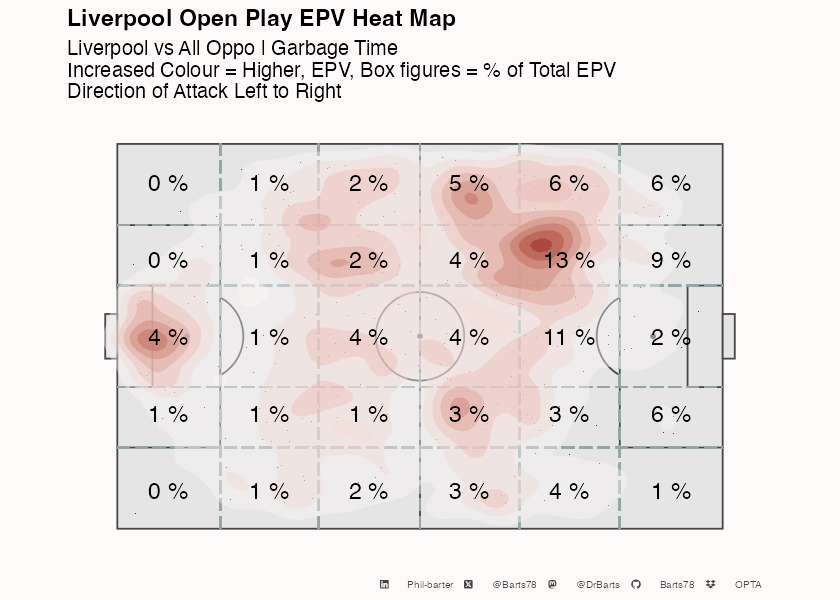 Liverpool Open Play EPV Heat Map
Liverpool vs All Oppo | Garbage Time
Increased Colour = Higher, EPV, Box figures = % of Total EPV
Direction of Attack Left to Right
0 % 1 % 2 % 5 % 6 % 6 %
0 % 1 % 2 % 4 % 13 % 9 %
4 % 1 % 4 % 4 % 11 % 2 %
1 % 1 % 1 % 3 % 3 % 6 %
0 % 1 % 2 % 3 % 4 % 1 %
Phil-barter @Barts78 @DrBarts Barts78 OPTA